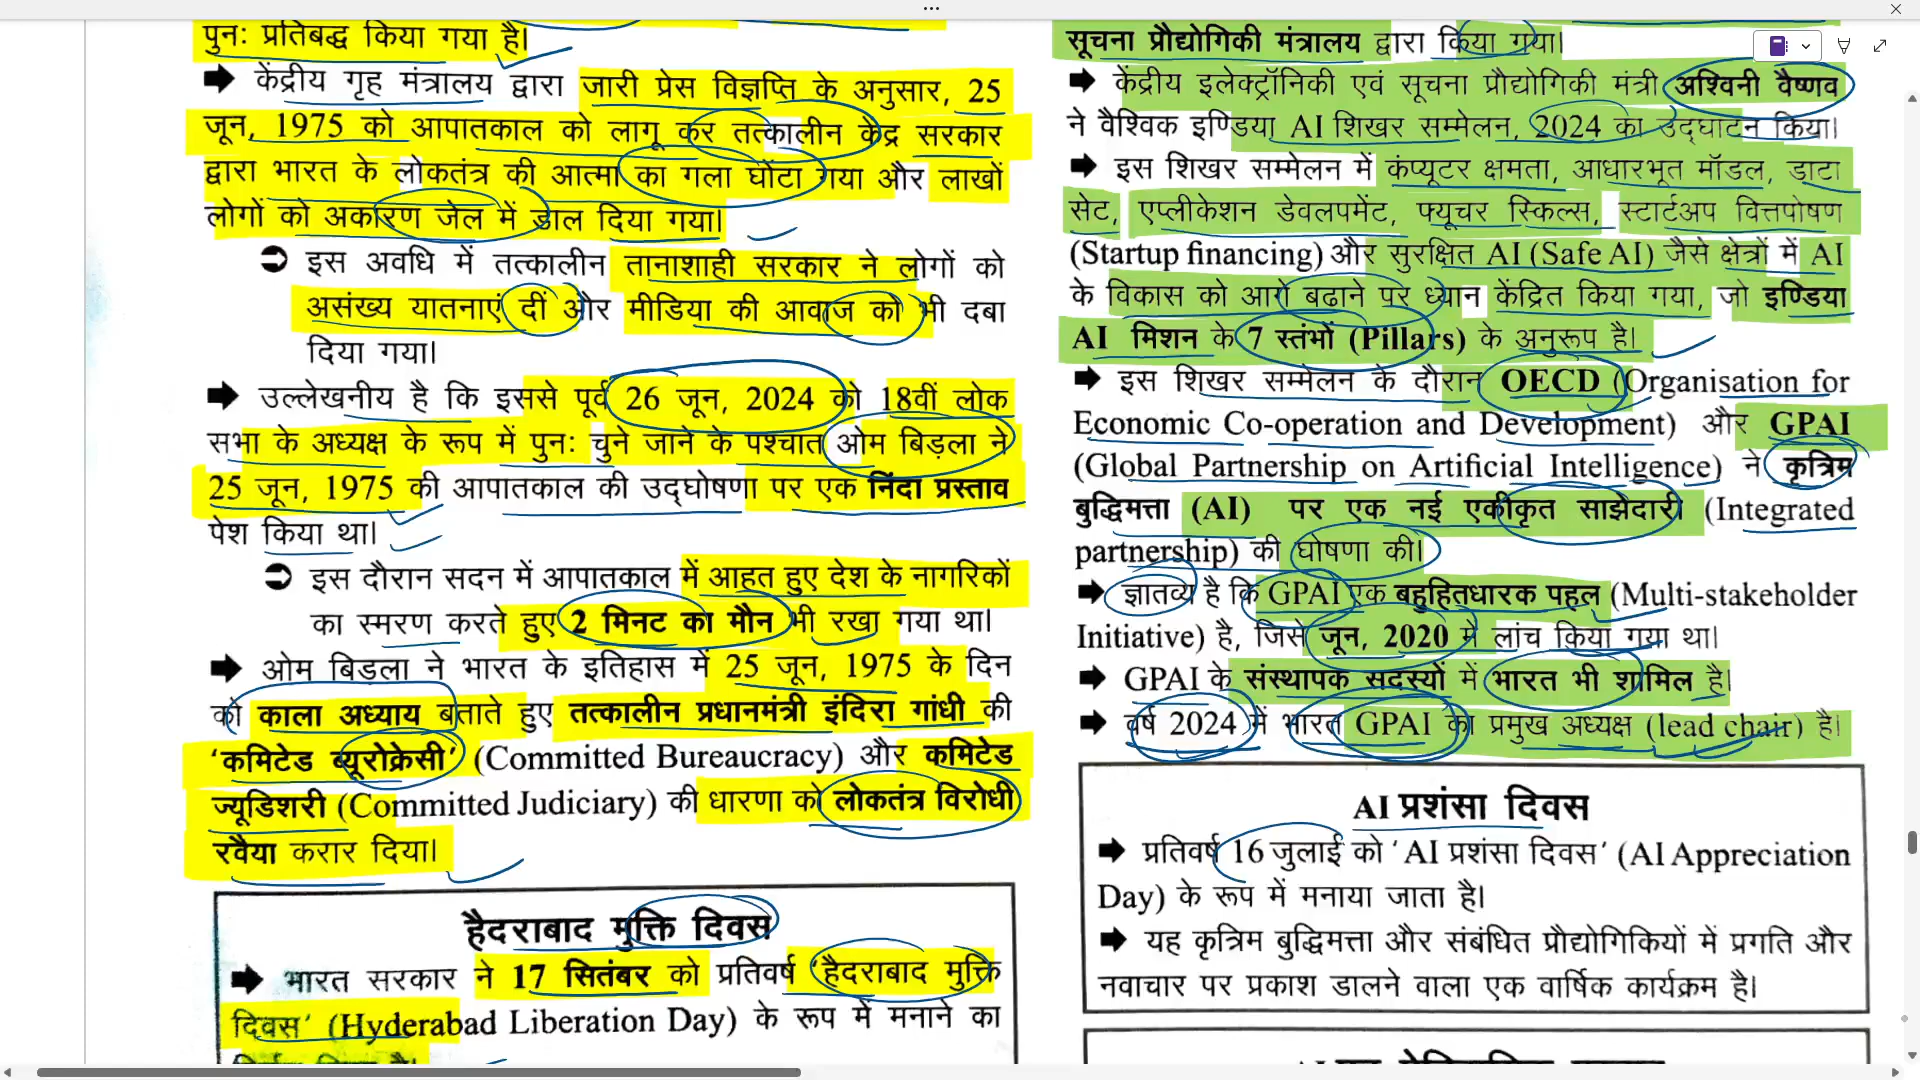 पुनः प्रतिबद्ध किया गया है।
➡ केंद्रीय गृह मंत्रालय द्वारा जारी प्रेस विज्ञप्ति के अनुसार, 25
जून, 1975 को आपातकाल को लागू कर तत्कालीन केंद्र सरकार
द्वारा भारत के लोकतंत्र की आत्मा का गला घोंटा गया और लाखों
लोगों को अकारण जेल में डाल दिया गया।
➲ इस अवधि में तत्कालीन तानाशाही सरकार ने लोगों को
असंख्य यातनाएं दीं और मीडिया की आवाज को भी दबा
दिया गया।
➡ उल्लेखनीय है कि इससे पूर्व 26 जून, 2024 को 18वीं लोक
सभा के अध्यक्ष के रूप में पुनः चुने जाने के पश्चात ओम बिड़ला ने
25 जून, 1975 की आपातकाल की उद्घोषणा पर एक निंदा प्रस्ताव
पेश किया था।
➲ इस दौरान सदन में आपातकाल में आहत हुए देश के नागरिकों
का स्मरण करते हुए 2 मिनट का मौन भी रखा गया था।
➡ ओम बिडला ने भारत के इतिहास में 25 जून, 1975 के दिन
को काला अध्याय बताते हुए तत्कालीन प्रधानमंत्री इंदिरा गांधी की
'कमिटेड ब्यूरोक्रेसी' (Committed Bureaucracy) और कमिटेड
ज्यूडिशरी (Committed Judiciary) की धारणा को लोकतंत्र विरोधी
रवैया करार दिया।
हैदराबाद मुक्ति दिवस
➡ भारत सरकार ने 17 सितंबर को प्रतिवर्ष 'हैदराबाद मुक्ति
दिवस' (Hyderabad Liberation Day) के रूप में मनाने का
सूचना प्रौद्योगिकी मंत्रालय द्वारा किया गया।
➡ केंद्रीय इलेक्ट्रॉनिकी एवं सूचना प्रौद्योगिकी मंत्री अश्विनी वैष्णव
ने वैश्विक इण्डिया AI शिखर सम्मेलन, 2024 का उद्घाटन किया।
➡ इस शिखर सम्मेलन में कंप्यूटर क्षमता, आधारभूत मॉडल, डाटा
सेट, एप्लीकेशन डेवलपमेंट, फ्यूचर स्किल्स, स्टार्टअप वित्तपोषण
(Startup financing) और सुरक्षित AI (Safe AI) जैसे क्षेत्रों में AI
के विकास को आगे बढ़ाने पर ध्यान केंद्रित किया गया, जो इण्डिया
AI मिशन के 7 स्तंभों (Pillars) के अनुरूप है।
➡ इस शिखर सम्मेलन के दौरान OECD (Organisation for
Economic Co-operation and Development) और GPAI
(Global Partnership on Artificial Intelligence) ने कृत्रिम
बुद्धिमत्ता (AI) पर एक नई एकीकृत साझेदारी (Integrated
partnership) की घोषणा की।
➡ ज्ञातव्य है कि GPAI एक बहुहितधारक पहल (Multi-stakeholder
Initiative) है, जिसे जून, 2020 में लांच किया गया था।
➡ GPAI के संस्थापक सदस्यों में भारत भी शामिल है।
➡ वर्ष 2024 में भारत GPAI का प्रमुख अध्यक्ष (lead chair) है।
AI प्रशंसा दिवस
➡ प्रतिवर्ष 16 जुलाई को 'AI प्रशंसा दिवस' (AI Appreciation
Day) के रूप में मनाया जाता है।
➡ यह कृत्रिम बुद्धिमत्ता और संबंधित प्रौद्योगिकियों में प्रगति और
नवाचार पर प्रकाश डालने वाला एक वार्षिक कार्यक्रम है।